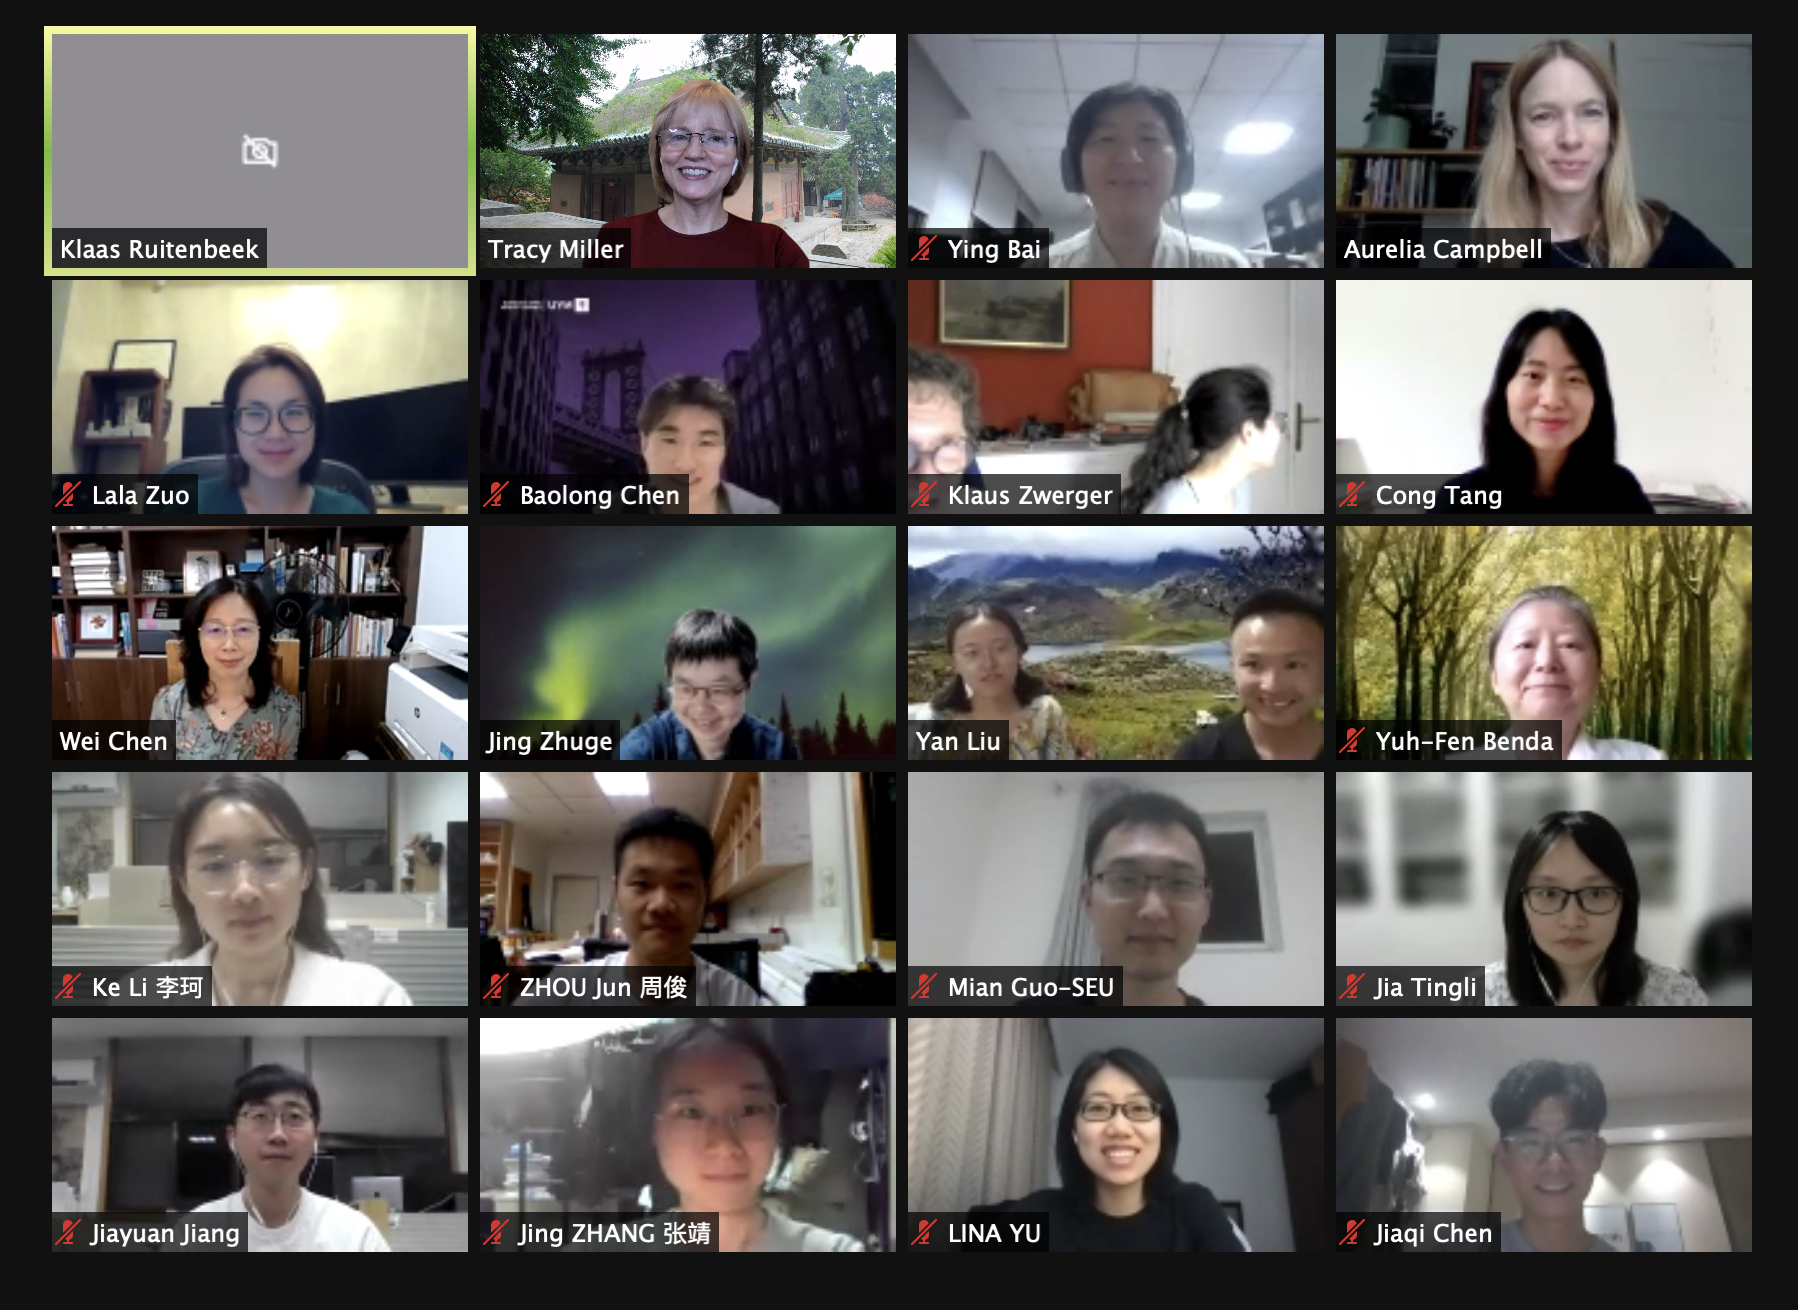 Klaas Ruitenbeek
Tracy Miller
Ying Bai
Aurelia Campbell
Lala Zuo
Baolong Chen
Klaus Zwerger
Cong Tang
Wei Chen
Jing Zhuge
Yan Liu
Yuh-Fen Benda
Ke Li 李珂
ZHOU Jun 周俊
Mian Guo-SEU
Jia Tingli
Jiayuan Jiang
Jing ZHANG 张靖
LINA YU
Jiaqi Chen